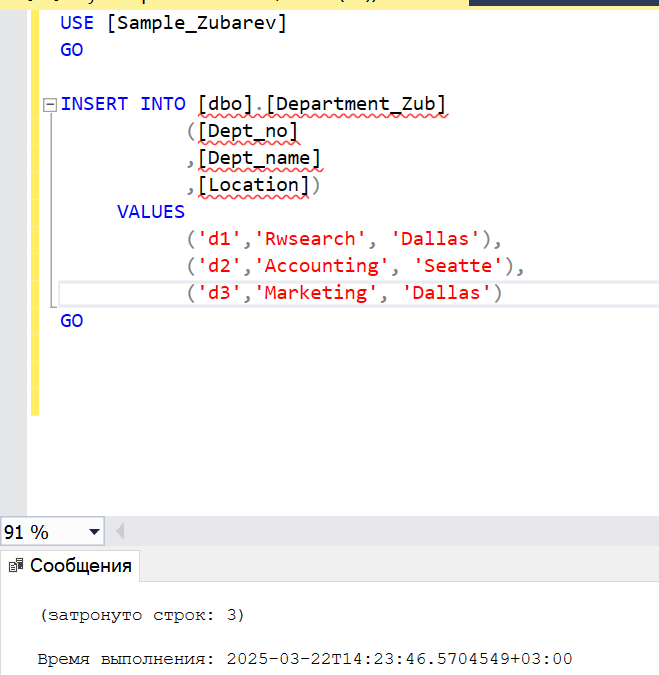 USE [Sample_Zubarev]
GO
INSERT INTO [dbo].[Department_Zub]
([Dept_no]
,[Dept_name]
,[Location])
VALUES
('d1','Rwsearch', 'Dallas'),
('d2','Accounting', 'Seatte'),
('d3','Marketing', 'Dallas')
GO
91 %
Сообщения
(затронуто строк: 3)
Время выполнения: 2025-03-22T14:23:46.5704549+03:00